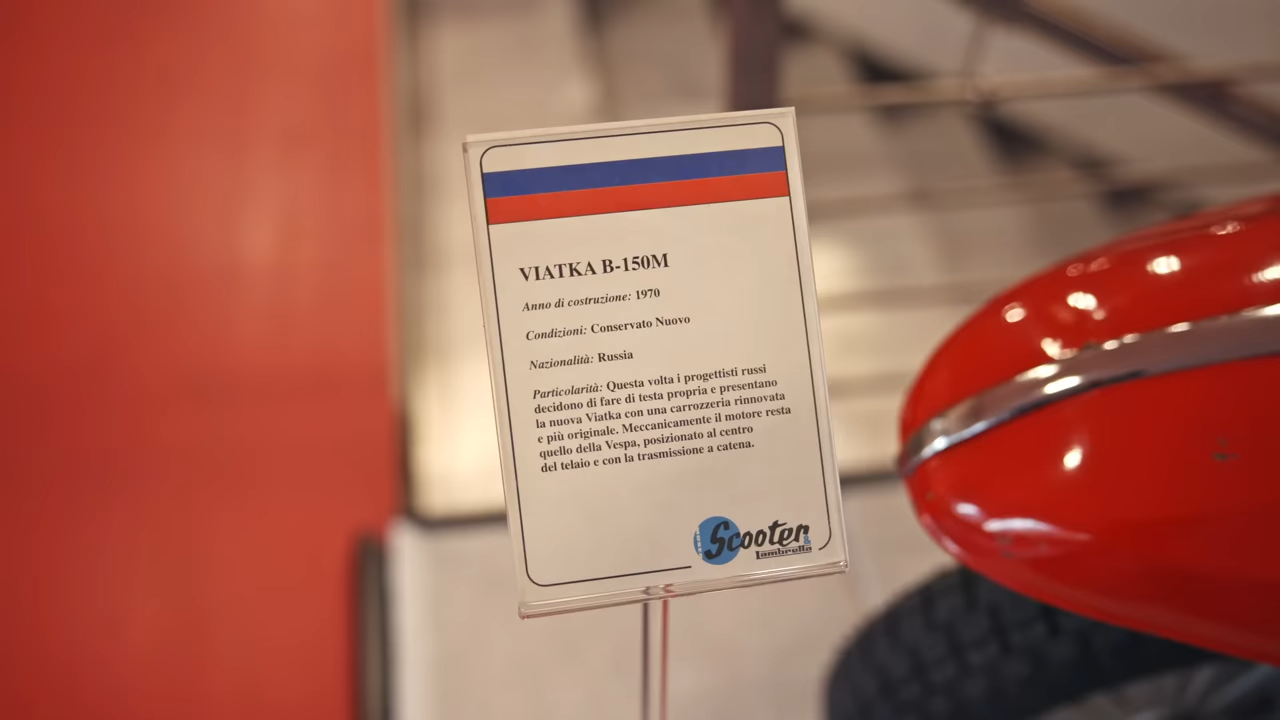 VIATKA B-150M
Anno di costruzione: 1970
Condizioni: Conservato Nuovo
Nazionalità: Russia
Particolarità: Questa volta i progettisti russi
decidono di fare di testa propria e presentano
la nuova Viatka con una carrozzeria rinnovata
e più originale. Meccanicamente il motore resta
quello della Vespa, posizionato al centro
del telaio e con la trasmissione a catena.
Scooter &
Lambretta